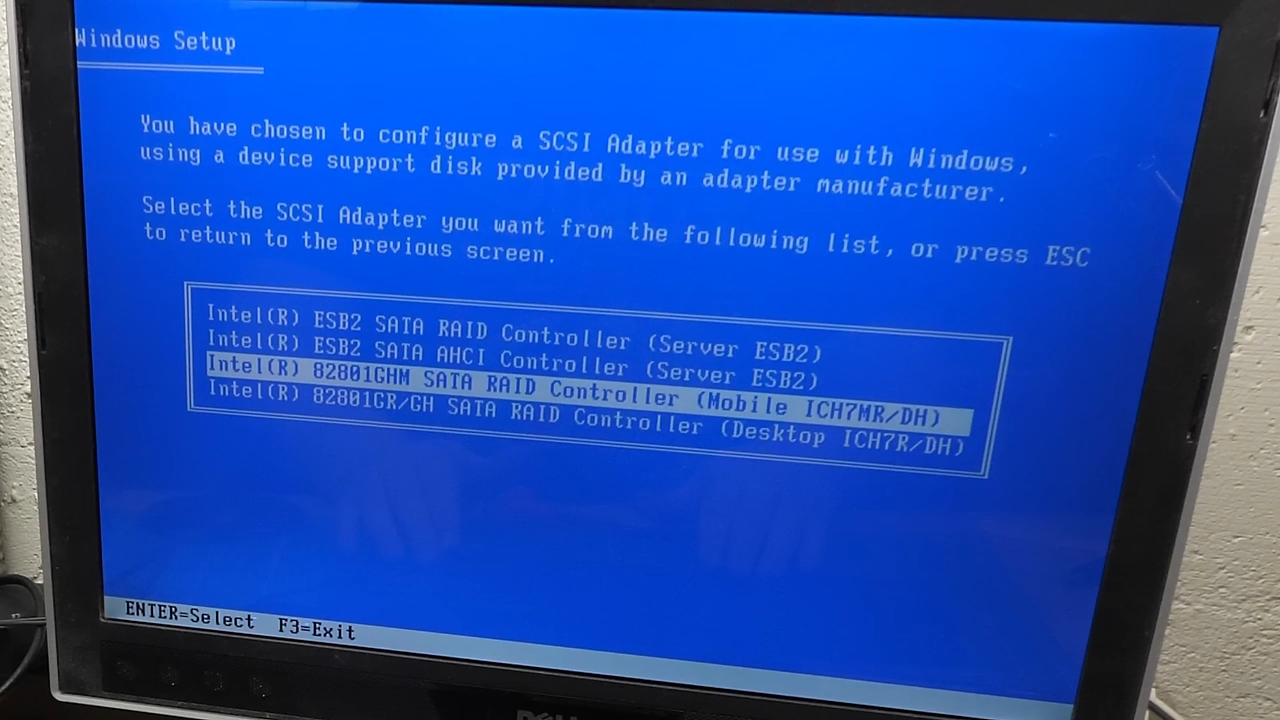 Windows Setup
You have chosen to configure a SCSI Adapter for use with Windows,
using a device support disk provided by an adapter manufacturer.
Select the SCSI Adapter you want from the following list, or press ESC
to return to the previous screen.
Intel(R) ESB2 SATA RAID Controller (Server ESB2)
Intel(R) ESB2 SATA AHCI Controller (Server ESB2)
Intel(R) 82801GHM SATA RAID Controller (Mobile ICH7MR/DH)
Intel(R) 82801GR/GH SATA RAID Controller (Desktop ICH7R/DH)
ENTER=Select F3=Exit
DELL